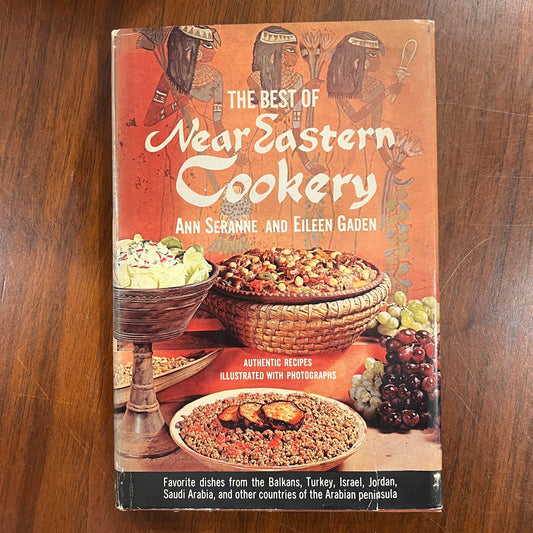 THE BEST OF
Near Eastern
Cookery
ANN SERANNE AND EILEEN GADEN
AUTHENTIC RECIPES
ILLUSTRATED WITH PHOTOGRAPHS
Favorite dishes from the Balkans, Turkey, Israel, Jordan,
Saudi Arabia, and other countries of the Arabian peninsula